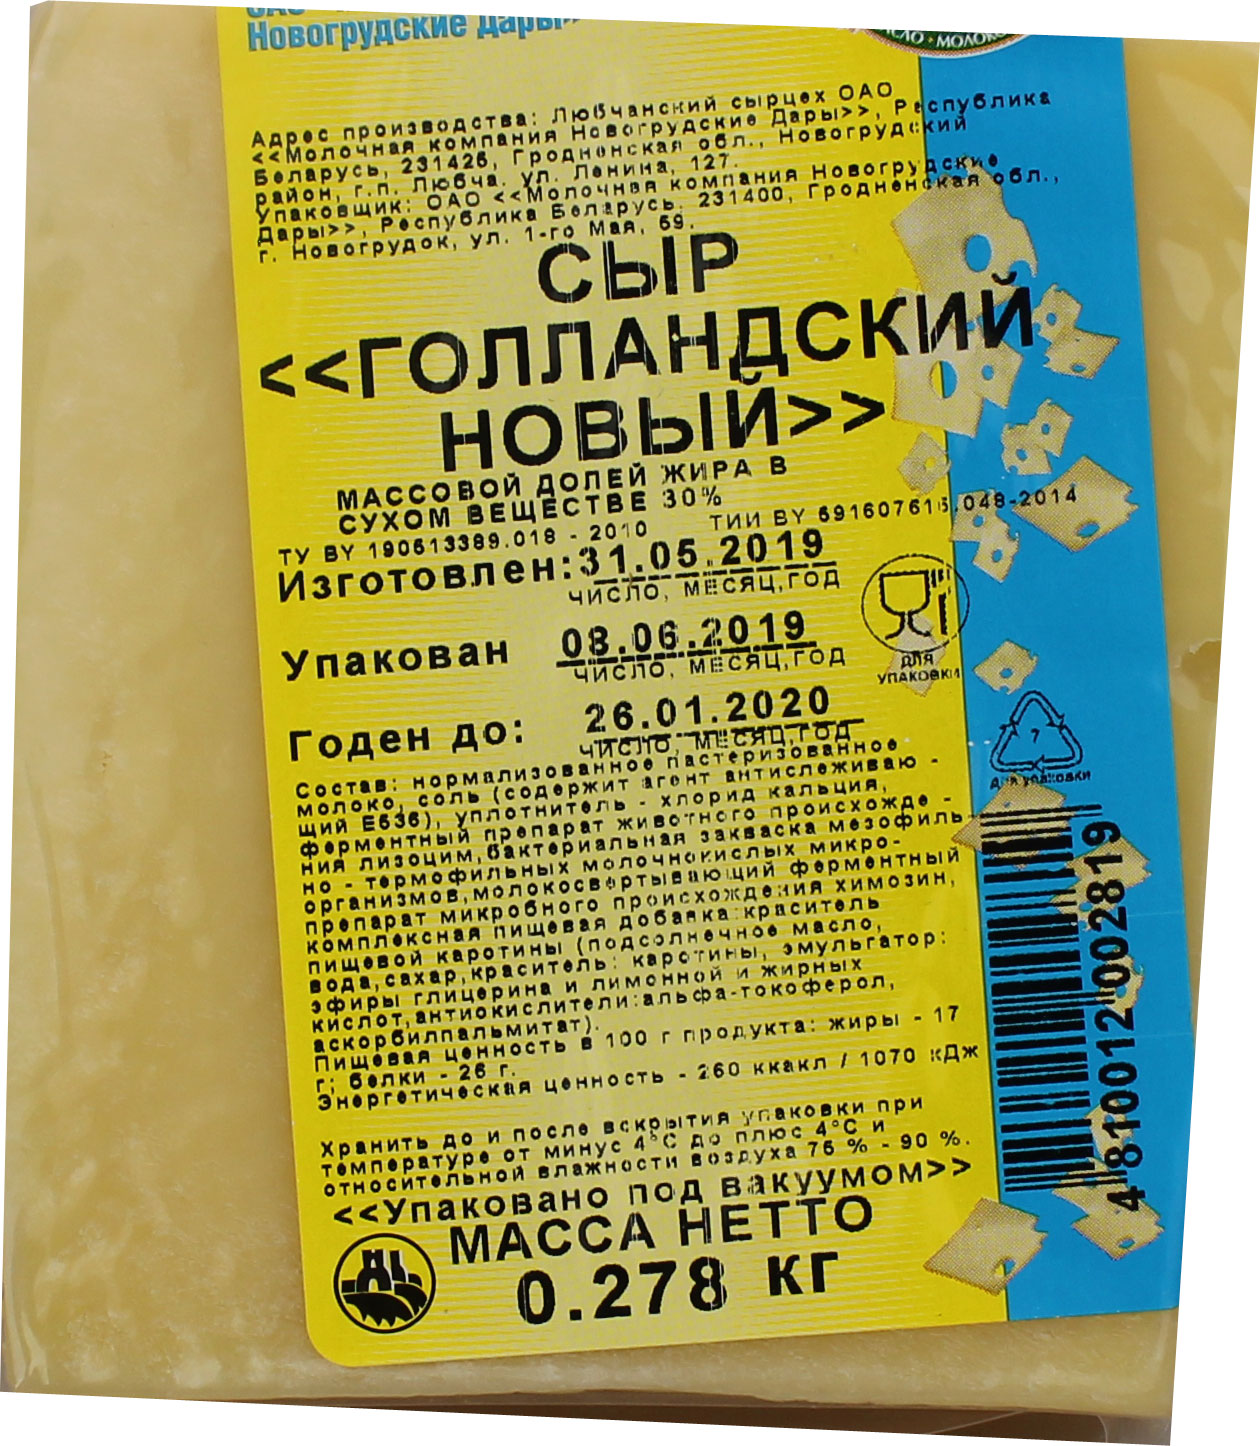 Новогрудские Дары»
МОЛОКО
Адрес производства: Любчанский сырцех ОАО
<<Молочная компания Новогрудские Дары>>, Республика
Беларусь, 231426, Гродненская обл., Новогрудский
район, г.п. Любча, ул. Ленина, 127.
Упаковщик: ОАО <<Молочная компания Новогрудские
Дары>>, Республика Беларусь, 231400, Гродненская обл.,
г. Новогрудок, ул. 1-го Мая, 69.
СЫР
<<ГОЛЛАНДСКИЙ
НОВЫЙ>>
МАССОВОЙ ДОЛЕЙ ЖИРА В
СУХОМ ВЕЩЕСТВЕ 30%
ТУ BY 190613389.018 - 2010 ТИИ BY 691607615.048-2014
Изготовлен: 31.05.2019
ЧИСЛО, МЕСЯЦ,ГОД
Упакован 08.06.2019
ЧИСЛО, МЕСЯЦ,ГОД
ДЛЯ
УПАКОВКИ
Годен до: 26.01.2020
ЧИСЛО, МЕСЯЦ,ГОД
7
Для упаковки
Состав: нормализованное пастеризованное
молоко, соль (содержит агент антислеживаю -
щий Е536), уплотнитель - хлорид кальция,
ферментный препарат животного происхожде -
ния лизоцим,бактериальная закваска мезофиль-
но - термофильных молочнокислых микро-
организмов,молокосвертывающий ферментный
препарат микробного происхождения химозин,
комплексная пищевая добавка:краситель
пищевой каротины (подсолнечное масло,
вода,сахар,краситель: каротины, эмульгатор:
эфиры глицерина и лимонной и жирных
кислот,антиокислители:альфа-токоферол,
аскорбилпальмитат).
Пищевая ценность в 100 г продукта: жиры - 17
г; белки - 26 г.
Энергетическая ценность - 260 ккакл / 1070 кДж
Хранить до и после вскрытия упаковки при
температуре от минус 4°C до плюс 4°C и
относительной влажности воздуха 75 % - 90 %.
<<Упаковано под вакуумом>>
МАССА НЕТТО
0.278 кг
4810012002819